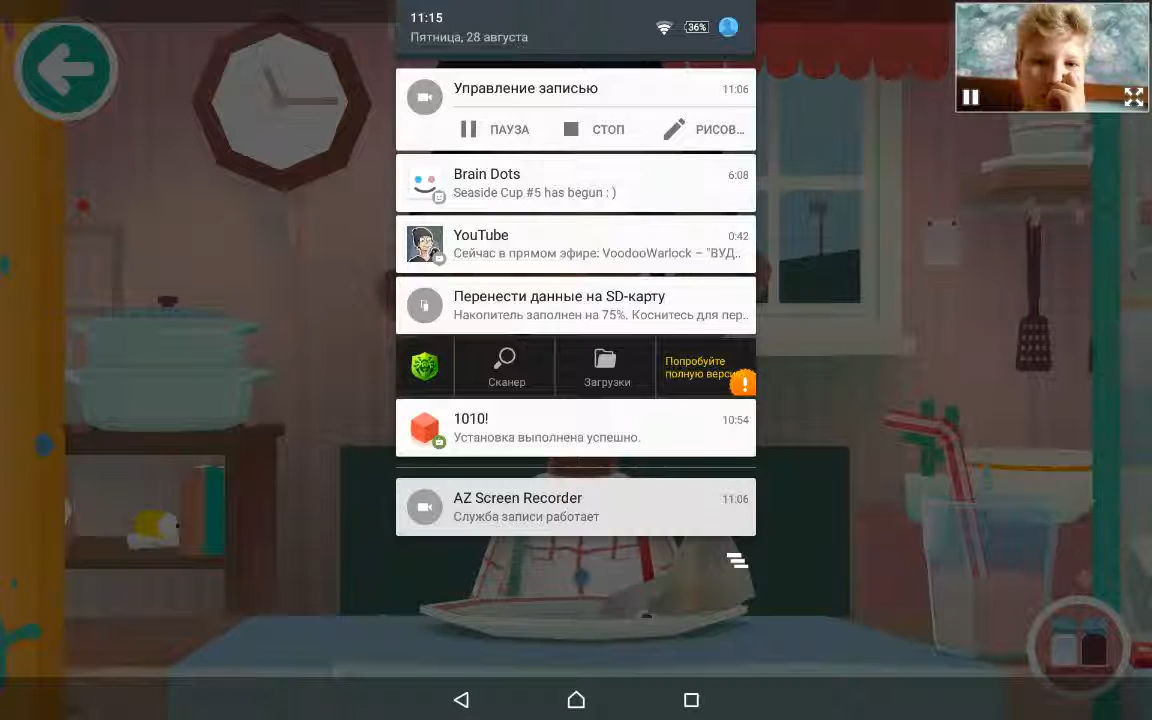 11:15
Пятница, 28 августа
36%
Управление записью
11:06
ПАУЗА
СТОП
РИСОВ...
Brain Dots
6:08
Seaside Cup #5 has begun : )
YouTube
0:42
Сейчас в прямом эфире: VoodooWarlock – "ВУД..
Перенести данные на SD-карту
Накопитель заполнен на 75%. Коснитесь для пер..
Сканер
Загрузки
Попробуйте
полную
1010!
10:54
Установка выполнена успешно.
AZ Screen Recorder
11:06
Служба записи работает